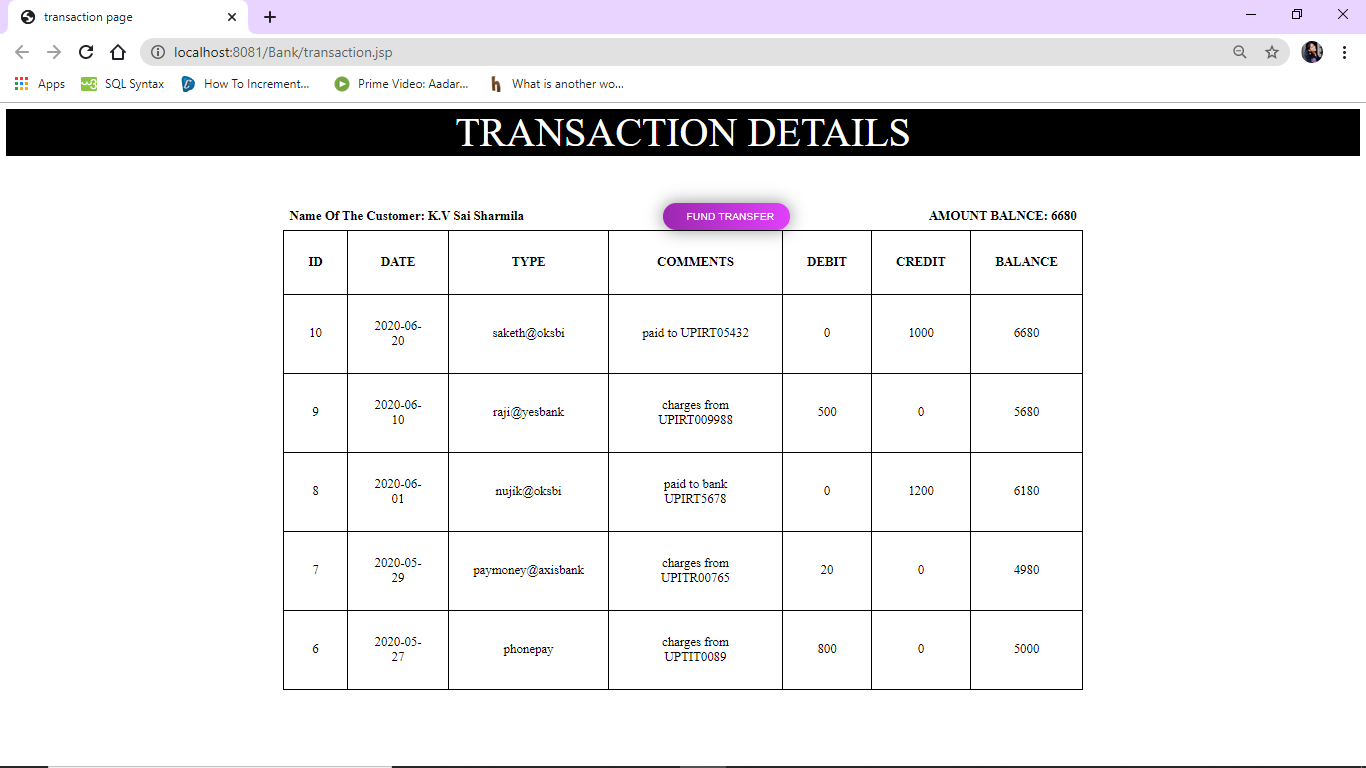 transaction page
localhost:8081/Bank/transaction.jsp
Apps SQL Syntax How To Increment... Prime Video: Aadar... What is another wo...
TRANSACTION DETAILS
Name Of The Customer: K.V Sai Sharmila FUND TRANSFER AMOUNT BALNCE: 6680
ID DATE TYPE COMMENTS DEBIT CREDIT BALANCE
10 2020-06-20 saketh@oksbi paid to UPIRT05432 0 1000 6680
9 2020-06-10 raji@yesbank charges from UPIRT009988 500 0 5680
8 2020-06-01 nujik@oksbi paid to bank UPIRT5678 0 1200 6180
7 2020-05-29 paymoney@axisbank charges from UPITR00765 20 0 4980
6 2020-05-27 phonepay charges from UPTIT0089 800 0 5000